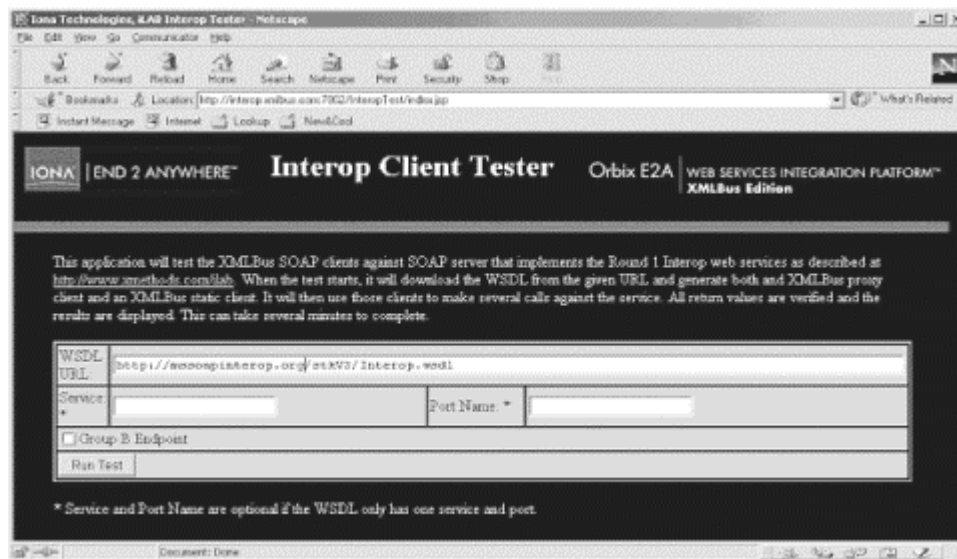 Iona Technologies, iLAB Interop Tester - Netscape
File Edit View Go Communicator Help
Back Forward Reload Home Search Netscape Print Security Shop
Bookmarks Location: http://interop.xmlbus.com:7002/InteropTest/index.jsp What's Related
Instant Message Internet Lookup New&Cool
IONA END 2 ANYWHERE™ Interop Client Tester Orbix E2A WEB SERVICES INTEGRATION PLATFORM™
XMLBus Edition
This application will test the XMLBus SOAP clients against SOAP server that implements the Round 1 Interop web services as described at
http://www.xmethods.com/ilab. When the test starts, it will download the WSDL from the given URL and generate both and XMLBus proxy
client and an XMLBus static client. It will then use those clients to make several calls against the service. All return values are verified and the
results are displayed. This can take several minutes to complete.
WSDL URL: http://mssoapinterop.org/stkV3/Interop.wsdl
Service: * Port Name: *
Group B Endpoint
Run Test
* Service and Port Name are optional if the WSDL only has one service and port.
Document: Done